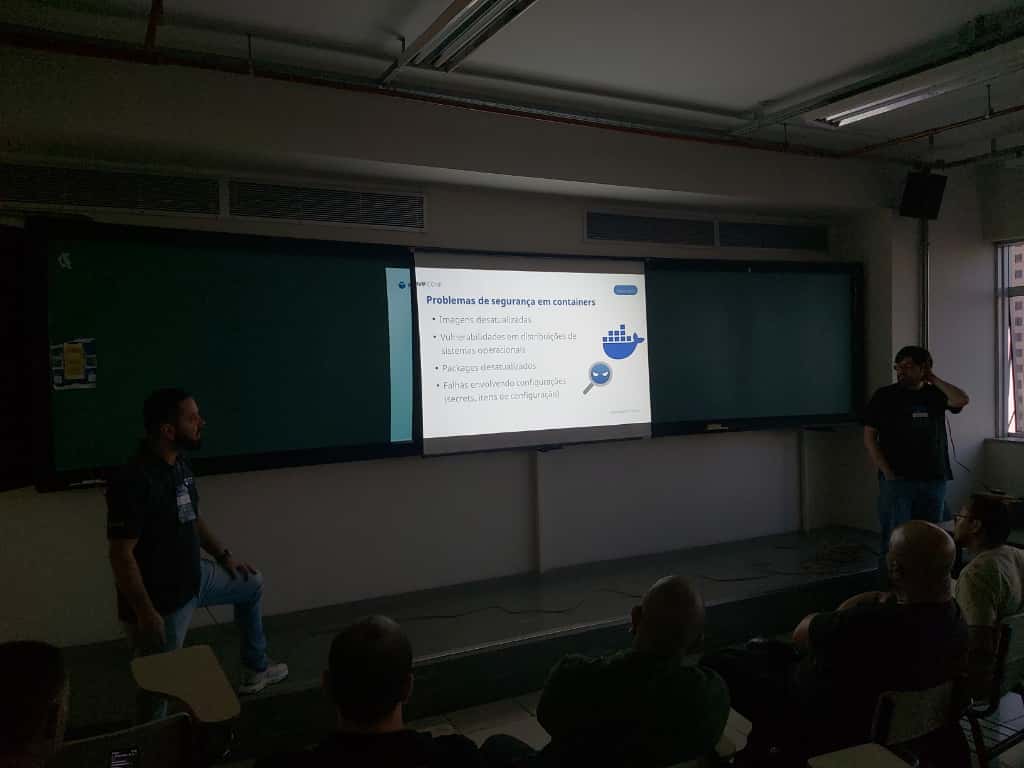 Problemas de segurança em containers
• Imagens desatualizadas
• Vulnerabilidades em distribuições de
sistemas operacionais
• Packages desatualizados
• Falhas envolvendo configurações
(secrets, itens de configuração)